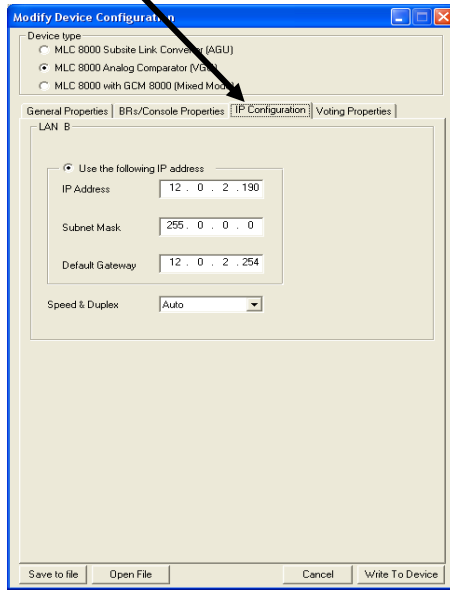 Modify Device Configuration
Device type
MLC 8000 Subsite Link Converter (AGU)
MLC 8000 Analog Comparator (VGU)
MLC 8000 with GCM 8000 (Mixed Mode)
General Properties BRs/Console Properties IP Configuration Voting Properties
LAN B
Use the following IP address
IP Address 12 . 0 . 2 .190
Subnet Mask 255. 0 . 0 . 0
Default Gateway 12 . 0 . 2 .254
Speed & Duplex Auto
Save to file Open File Cancel Write To Device